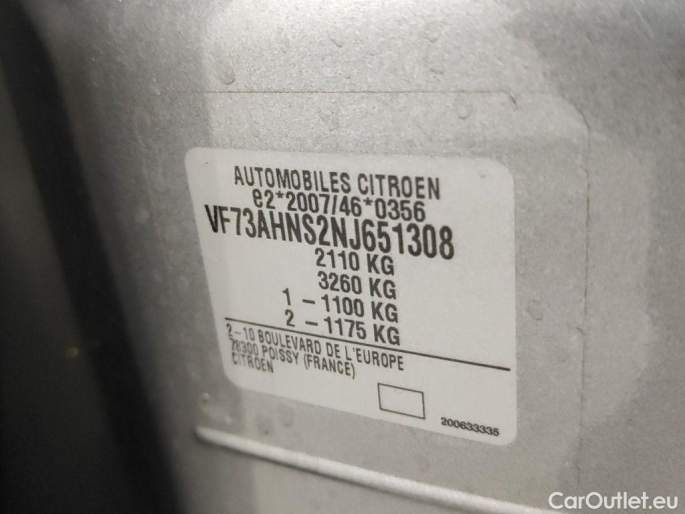 AUTOMOBILES CITROEN
e2*2007/46*0356
VF73AHNS2NJ651308
2110 KG
3260 KG
1 - 1100 KG
2 - 1175 KG
2-10 BOULEVARD DE L'EUROPE
78300 POISSY (FRANCE)
CITROEN
200633335
CarOutlet.eu